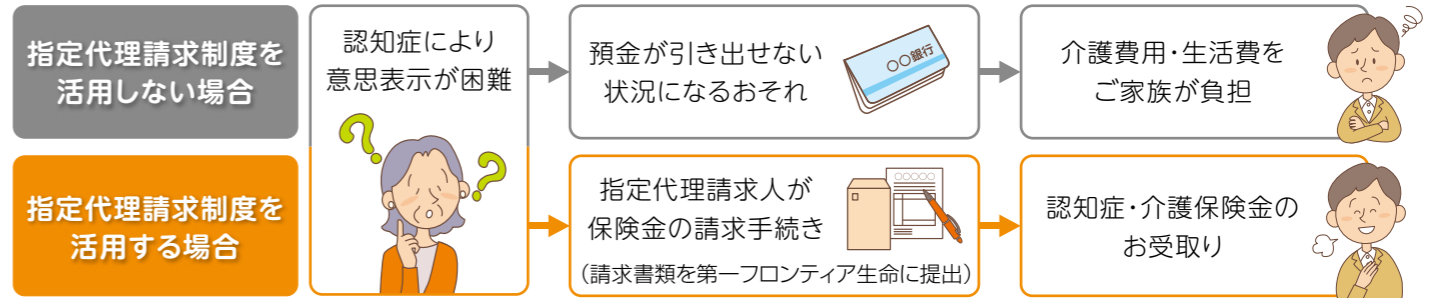 指定代理請求制度を
活用しない場合
認知症により
意思表示が困難
預金が引き出せない
状況になるおそれ
〇〇銀行
介護費用・生活費を
ご家族が負担
指定代理請求制度を
活用する場合
指定代理請求人が
保険金の請求手続き
(請求書類を第一フロンティア生命に提出)
〇〇〇〇〇
認知症・介護保険金の
お受取り